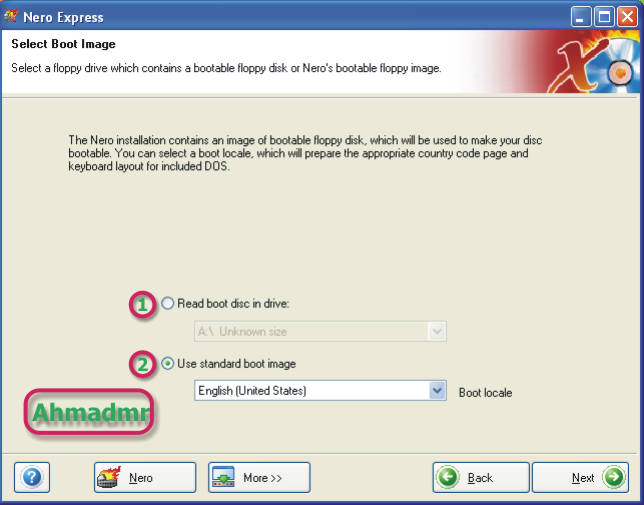 Nero Express
Select Boot Image
Select a floppy drive which contains a bootable floppy disk or Nero's bootable floppy image.
The Nero installation contains an image of bootable floppy disk, which will be used to make your disc
bootable. You can select a boot locale, which will prepare the appropriate country code page and
keyboard layout for included DOS.
1 Read boot disc in drive:
A:\ Unknown size
2 Use standard boot image
English (United States) Boot locale
Ahmadmr
? Nero More >> Back Next